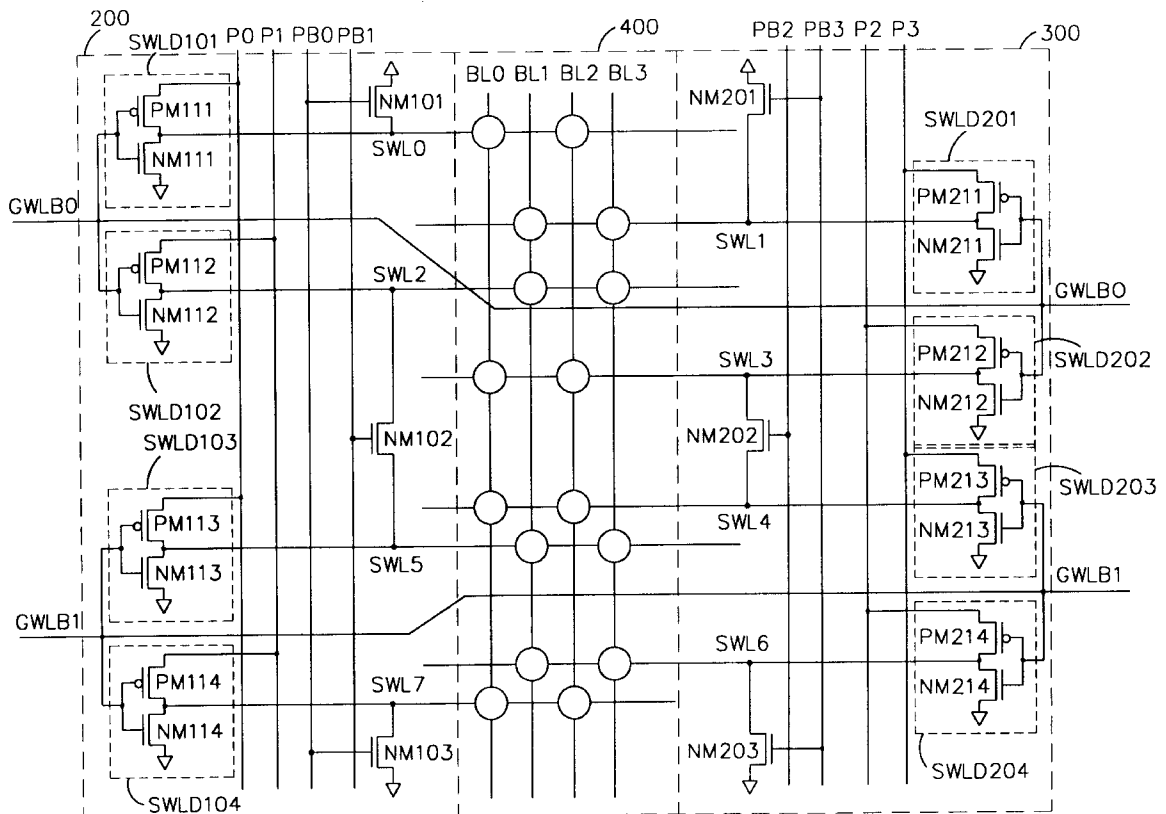 200
SWLD101
P0 P1 PB0 PB1
400
PB2 PB3 P2 P3
300
BL0 BL1 BL2 BL3
PM111
NM101
NM201
SWLD201
NM111
SWL0
GWLB0
PM211
SWL1
NM211
PM112
SWL2
NM112
GWLB0
PM212
SWLD202
SWL3
NM212
SWLD102
SWLD103
NM102
NM202
PM213
SWLD203
PM113
SWL4
NM213
NM113
SWL5
GWLB1
GWLB1
SWL6
PM214
PM114
SWL7
NM214
NM114
NM103
NM203
SWLD204
SWLD104